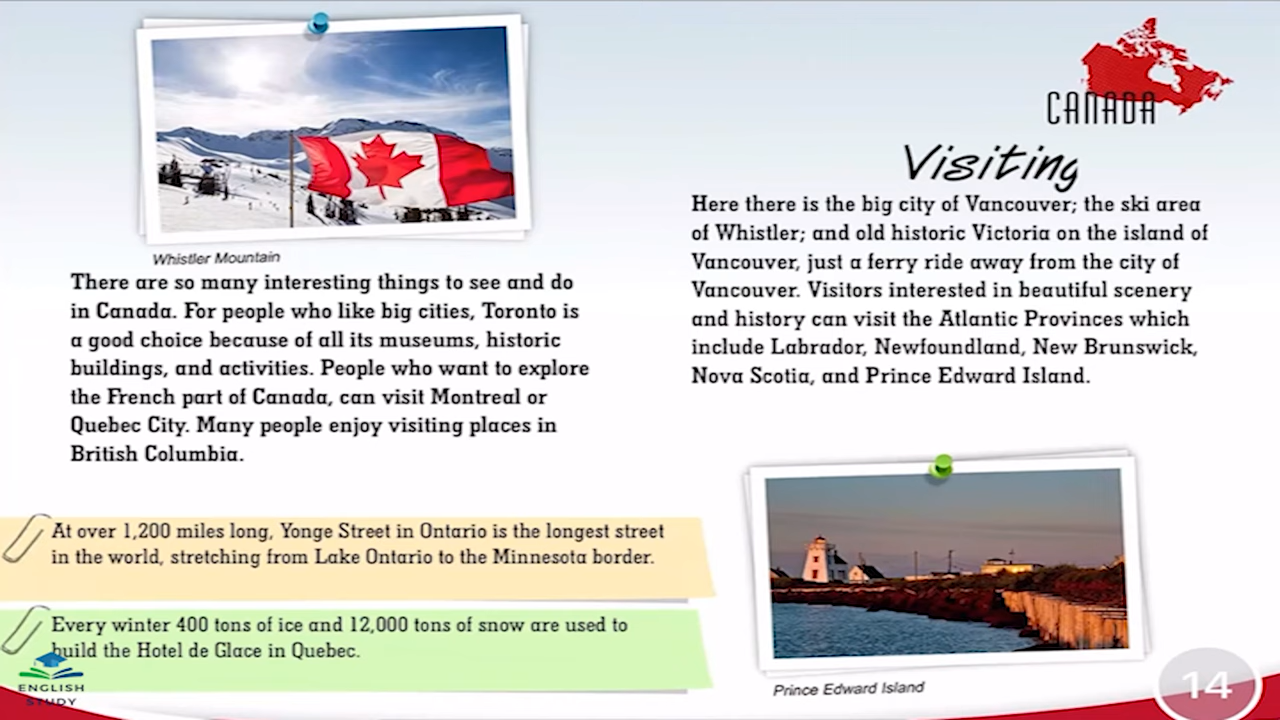 CANADA
Visiting
Whistler Mountain
There are so many interesting things to see and do
in Canada. For people who like big cities, Toronto is
a good choice because of all its museums, historic
buildings, and activities. People who want to explore
the French part of Canada, can visit Montreal or
Quebec City. Many people enjoy visiting places in
British Columbia.
Here there is the big city of Vancouver; the ski area
of Whistler; and old historic Victoria on the island of
Vancouver, just a ferry ride away from the city of
Vancouver. Visitors interested in beautiful scenery
and history can visit the Atlantic Provinces which
include Labrador, Newfoundland, New Brunswick,
Nova Scotia, and Prince Edward Island.
At over 1,200 miles long, Yonge Street in Ontario is the longest street
in the world, stretching from Lake Ontario to the Minnesota border.
Every winter 400 tons of ice and 12,000 tons of snow are used to
build the Hotel de Glace in Quebec.
ENGLISH
STUDY
Prince Edward Island
14